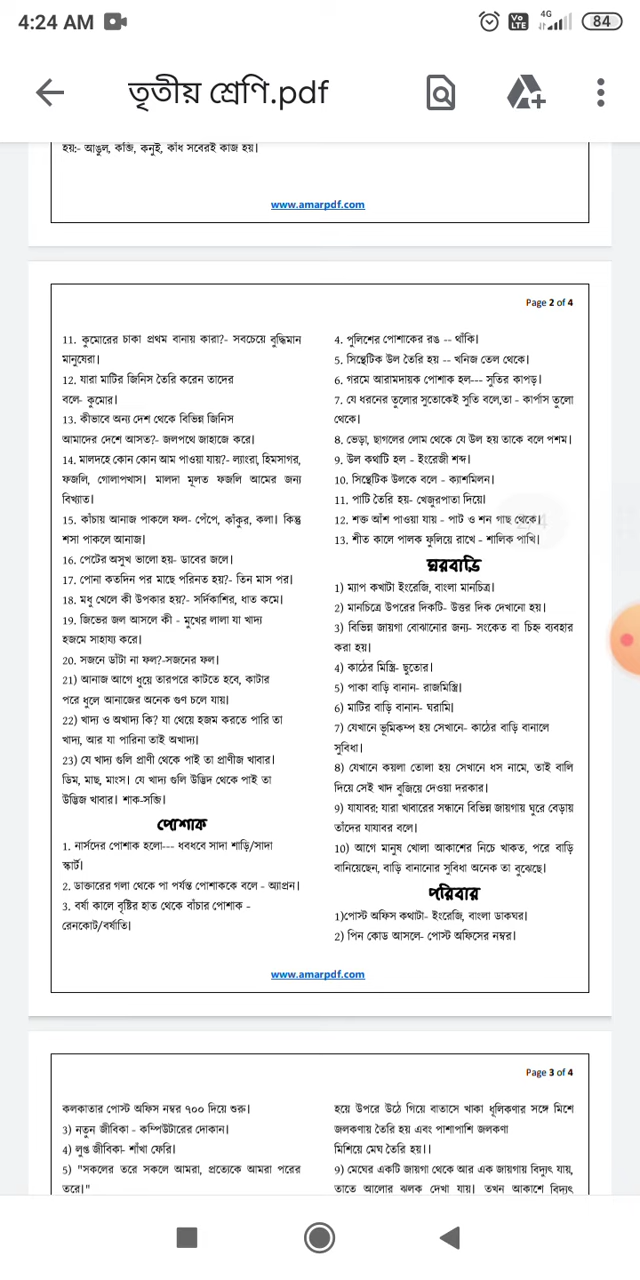 4:24 AM
Vo LTE
4G
84
তৃতীয় শ্রেণি.pdf
হয়:- আঙুল, কব্জি, কনুই, কাঁধ সবেরই কাজ হয়।
www.amarpdf.com
Page 2 of 4
11. কুমোরের চাকা প্রথম বানায় কারা?- সবচেয়ে বুদ্ধিমান
মানুষেরা।
12. যারা মাটির জিনিস তৈরি করেন তাদের
বলে- কুমোর।
13. কীভাবে অন্য দেশ থেকে বিভিন্ন জিনিস
আমাদের দেশে আসত?- জলপথে জাহাজে করে।
14. মালদহে কোন কোন আম পাওয়া যায়?- ল্যাংরা, হিমসাগর,
ফজলি, গোলাপখাস। মালদা মূলত ফজলি আমের জন্য
বিখ্যাত।
15. কাঁচায় আনাজ পাকলে ফল- পেঁপে, কাঁকুর, কলা। কিন্তু
শসা পাকলে আনাজ।
16. পেটের অসুখ ভালো হয়- ডাবের জলে।
17. পোনা কতদিন পর মাছে পরিনত হয়?- তিন মাস পর।
18. মধু খেলে কী উপকার হয়?- সর্দিকাশির, ধাত কমে।
19. জিভের জল আসলে কী - মুখের লালা যা খাদ্য
হজমে সাহায্য করে।
20. সজনে ডাঁটা না ফল?-সজনের ফল।
21) আনাজ আগে ধুয়ে তারপরে কাটতে হবে, কাটার
পরে ধুলে আনাজের অনেক গুণ চলে যায়।
22) খাদ্য ও অখাদ্য কি? যা খেয়ে হজম করতে পারি তা
খাদ্য, আর যা পারিনা তাই অখাদ্য।
23) যে খাদ্য গুলি প্রাণী থেকে পাই তা প্রাণীজ খাবার।
ডিম, মাছ, মাংস। যে খাদ্য গুলি উদ্ভিদ থেকে পাই তা
উদ্ভিজ খাবার। শাক-সব্জি।
পোশাক
1. নার্সদের পোশাক হলো--- ধবধবে সাদা শাড়ি/সাদা
স্কার্ট।
2. ডাক্তারের গলা থেকে পা পর্যন্ত পোশাককে বলে - অ্যাপ্রন।
3. বর্ষা কালে বৃষ্টির হাত থেকে বাঁচার পোশাক -
রেনকোট/বর্ষাতি।
4. পুলিশের পোশাকের রঙ -- খাঁকি।
5. সিন্থেটিক উল তৈরি হয় -- খনিজ তেল থেকে।
6. গরমে আরামদায়ক পোশাক হল--- সুতির কাপড়।
7. যে ধরনের তুলোর সুতোকেই সুতি বলে,তা - কার্পাস তুলো
থেকে।
8. ভেড়া, ছাগলের লোম থেকে যে উল হয় তাকে বলে পশম।
9. উল কথাটি হল - ইংরেজী শব্দ।
10. সিন্থেটিক উলকে বলে - ক্যাশমিলন।
11. পাটি তৈরি হয়- খেজুরপাতা দিয়ে।
12. শক্ত আঁশ পাওয়া যায় - পাট ও শন গাছ থেকে।
13. শীত কালে পালক ফুলিয়ে রাখে - শালিক পাখি।
ঘরবাড়ি
1) ম্যাপ কথাটা ইংরেজি, বাংলা মানচিত্র।
2) মানচিত্রে উপরের দিকটি- উত্তর দিক দেখানো হয়।
3) বিভিন্ন জায়গা বোঝানোর জন্য- সংকেত বা চিহ্ন ব্যবহার
করা হয়।
4) কাঠের মিস্ত্রি- ছুতোর।
5) পাকা বাড়ি বানান- রাজমিস্ত্রি।
6) মাটির বাড়ি বানান- ঘরামি।
7) যেখানে ভূমিকম্প হয় সেখানে- কাঠের বাড়ি বানালে
সুবিধা।
8) যেখানে কয়লা তোলা হয় সেখানে ধস নামে, তাই বালি
দিয়ে সেই খাদ বুজিয়ে দেওয়া দরকার।
9) যাযাবর: যারা খাবারের সন্ধানে বিভিন্ন জায়গায় ঘুরে বেড়ায়
তাঁদের যাযাবর বলে।
10) আগে মানুষ খোলা আকাশের নিচে থাকত, পরে বাড়ি
বানিয়েছেন, বাড়ি বানানোর সুবিধা অনেক তা বুঝেছে।
পরিবার
1)পোস্ট অফিস কথাটা- ইংরেজি, বাংলা ডাকঘর।
2) পিন কোড আসলে- পোস্ট অফিসের নম্বর।
www.amarpdf.com
Page 3 of 4
কলকাতার পোস্ট অফিস নম্বর ৭০০ দিয়ে শুরু।
3) নতুন জীবিকা - কম্পিউটারের দোকান।
4) লুপ্ত জীবিকা- শাঁখা ফেরি।
5) "সকলের তরে সকলে আমরা, প্রত্যেকে আমরা পরের
তরে।"
হয়ে উপরে উঠে গিয়ে বাতাসে থাকা ধূলিকণার সঙ্গে মিশে
জলকণায় তৈরি হয় এবং পাশাপাশি জলকণা
মিশিয়ে মেঘ তৈরি হয়।।
9) মেঘের একটি জায়গা থেকে আর এক জায়গায় বিদ্যুৎ যায়,
তাতে আলোর ঝলক দেখা যায়। তখন আকাশে বিদ্যুৎ